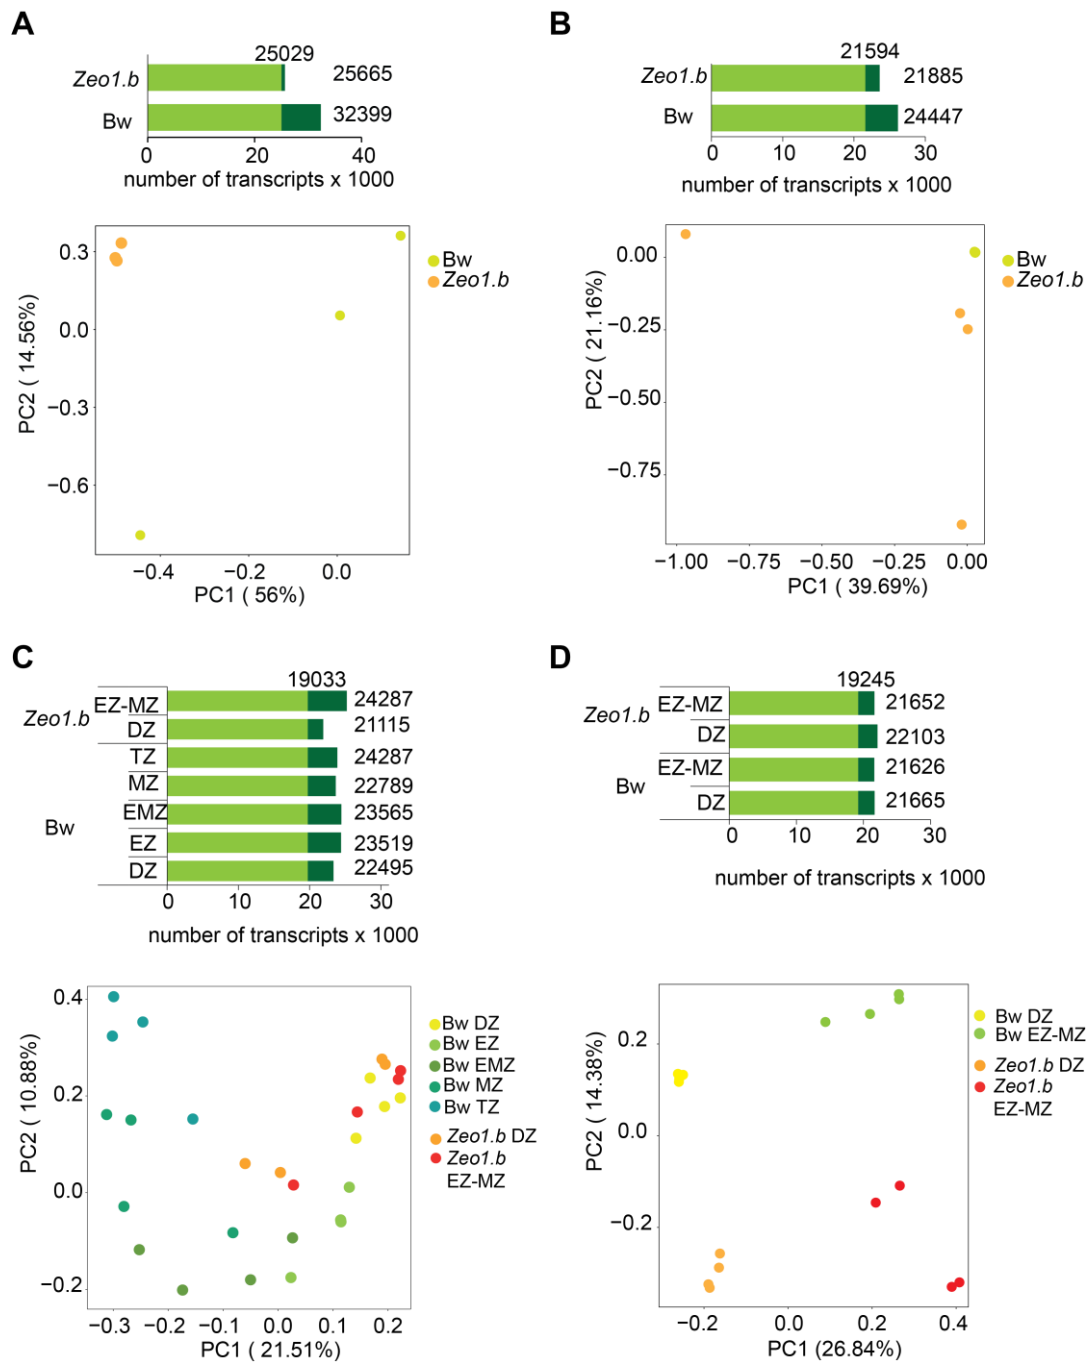 A
25029
Zeo1.b
25665
Bw
32399
0
20
40
number of transcripts x 1000
0.3
0.0
−0.3
−0.6
PC2 ( 14.56%)
−0.4
−0.2
0.0
PC1 ( 56%)
Bw
Zeo1.b
B
21594
Zeo1.b
21885
Bw
24447
0
10
20
30
number of transcripts x 1000
0.00
−0.25
−0.50
−0.75
PC2 ( 21.16%)
−1.00
−0.75
−0.50
−0.25
0.00
PC1 ( 39.69%)
Bw
Zeo1.b
C
19033
Zeo1.b
EZ-MZ
24287
DZ
21115
Bw
TZ
24287
MZ
22789
EMZ
23565
EZ
23519
DZ
22495
0
10
20
30
number of transcripts x 1000
0.4
0.2
0.0
−0.2
PC2 ( 10.88%)
−0.3
−0.2
−0.1
0.0
0.1
0.2
PC1 ( 21.51%)
Bw DZ
Bw EZ
Bw EMZ
Bw MZ
Bw TZ
Zeo1.b DZ
Zeo1.b
EZ-MZ
D
19245
Zeo1.b
EZ-MZ
21652
DZ
22103
Bw
EZ-MZ
21626
DZ
21665
0
10
20
30
number of transcripts x 1000
0.2
0.0
−0.2
PC2 ( 14.38%)
−0.2
0.0
0.2
0.4
PC1 (26.84%)
Bw DZ
Bw EZ-MZ
Zeo1.b DZ
Zeo1.b
EZ-MZ